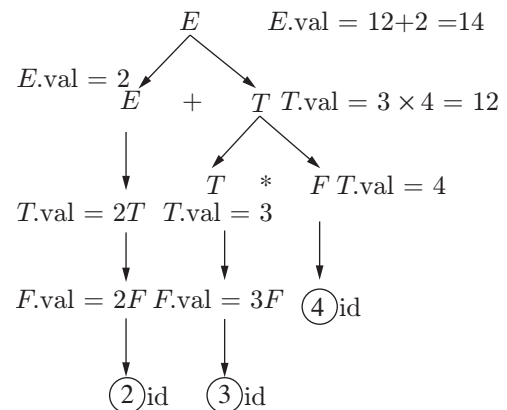 E E.val = 12+2 =14
E.val = 2
E + T T.val = 3 × 4 = 12
T * F T.val = 4
T.val = 2T T.val = 3
F.val = 2F F.val = 3F 4 id
2 id 3 id